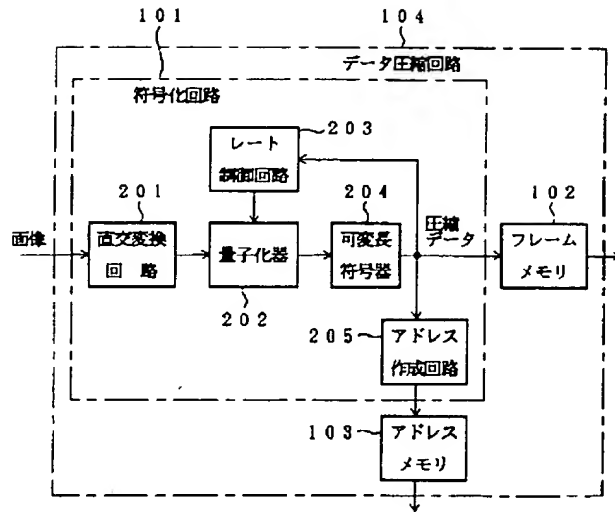 101
104
データ圧縮回路
符号化回路
レート
制御回路
203
201
204
圧縮
データ
102
画像
直交変換
回 路
量子化器
可変長
符号器
フレーム
メモリ
202
205
アドレス
作成回路
103
アドレス
メモリ